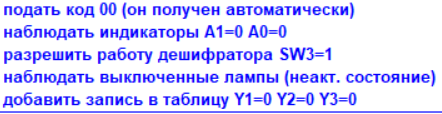 подать код 00 (он получен автоматически)
наблюдать индикаторы A1=0 A0=0
разрешить работу дешифратора SW3=1
наблюдать выключенные лампы (неакт. состояние)
добавить запись в таблицу Y1=0 Y2=0 Y3=0